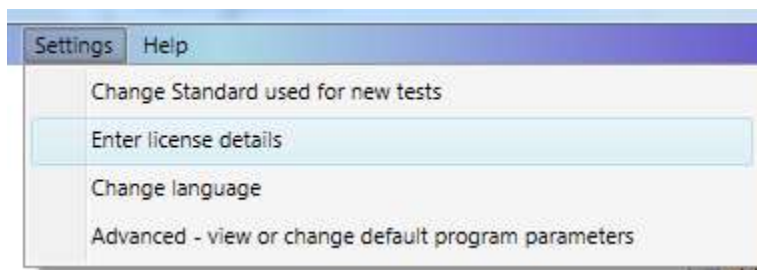 Settings Help
Change Standard used for new tests
Enter license details
Change language
Advanced - view or change default program parameters